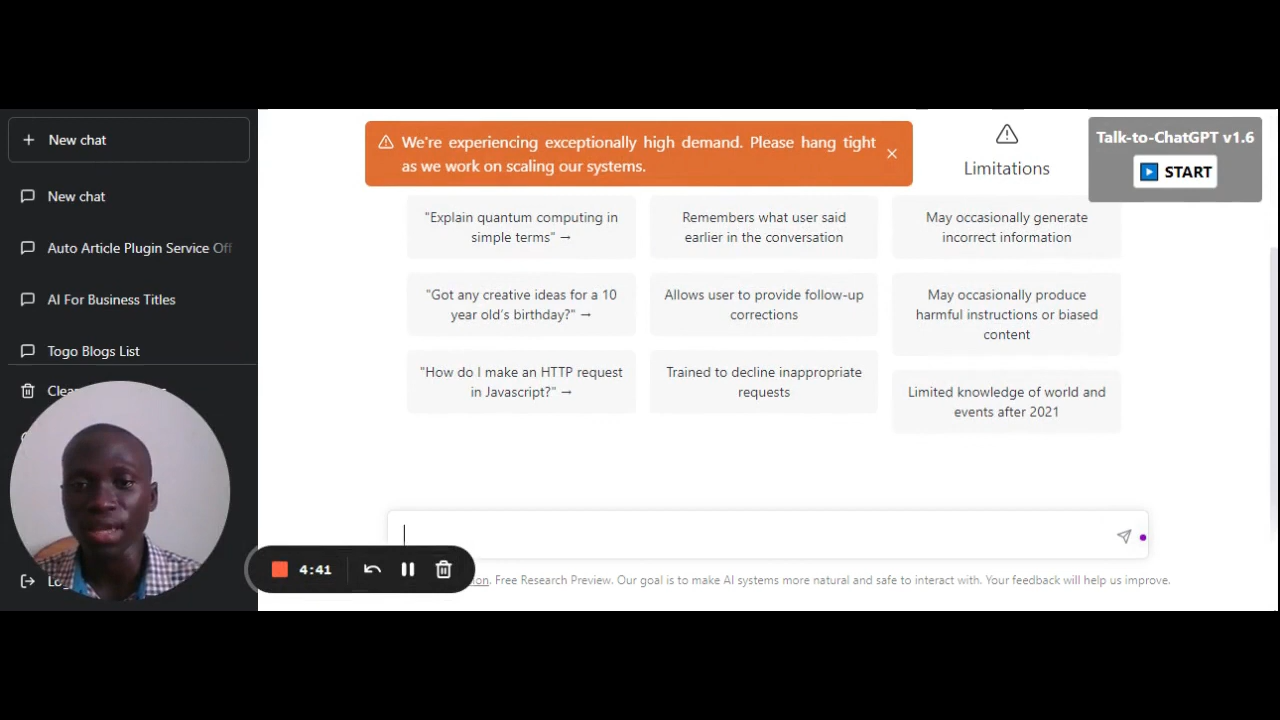 New chat
New chat
Auto Article Plugin Service Off
AI For Business Titles
Togo Blogs List
We're experiencing exceptionally high demand. Please hang tight
as we work on scaling our systems.
Limitations
Talk-to-ChatGPT v1.6
START
"Explain quantum computing in
simple terms" →
Remembers what user said
earlier in the conversation
May occasionally generate
incorrect information
"Got any creative ideas for a 10
year old's birthday?" →
Allows user to provide follow-up
corrections
May occasionally produce
harmful instructions or biased
content
"How do I make an HTTP request
in Javascript?" →
Trained to decline inappropriate
requests
Limited knowledge of world and
events after 2021
4:41
Free Research Preview. Our goal is to make AI systems more natural and safe to interact with. Your feedback will help us improve.